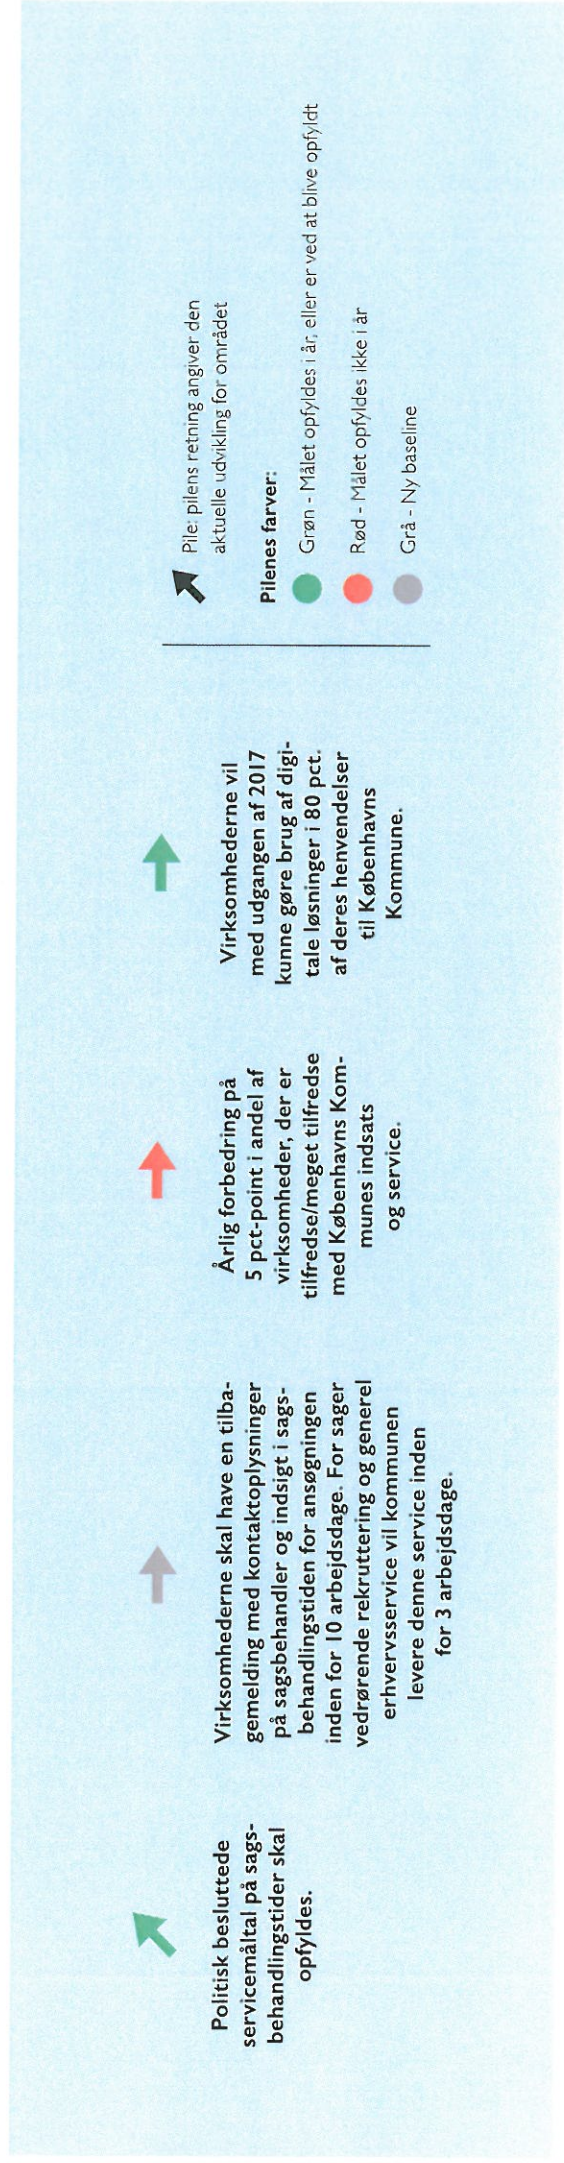 Politisk besluttede
servicemåltal på sags-
behandlingstider skal
opfyldes.
Virksomhederne skal have en tilba-
gemelding med kontaktoplysninger
på sagsbehandler og indsigt i sags-
behandlingstiden for ansøgningen
inden for 10 arbejdsdage. For sager
vedrørende rekruttering og generel
erhvervsservice vil kommunen
levere denne service inden
for 3 arbejdsdage.
Årlig forbedring på
5 pct-point i andel af
virksomheder, der er
tilfredse/meget tilfredse
med Københavns Kom-
munes indsats
og service.
Virksomhederne vil
med udgangen af 2017
kunne gøre brug af digi-
tale løsninger i 80 pct.
af deres henvendelser
til Københavns
Kommune.
Pile: pilens retning angiver den
aktuelle udvikling for området
Pilenes farver:
Grøn - Målet opfyldes i år, eller er ved at blive opfyldt
Rød - Målet opfyldes ikke i år
Grå - Ny baseline